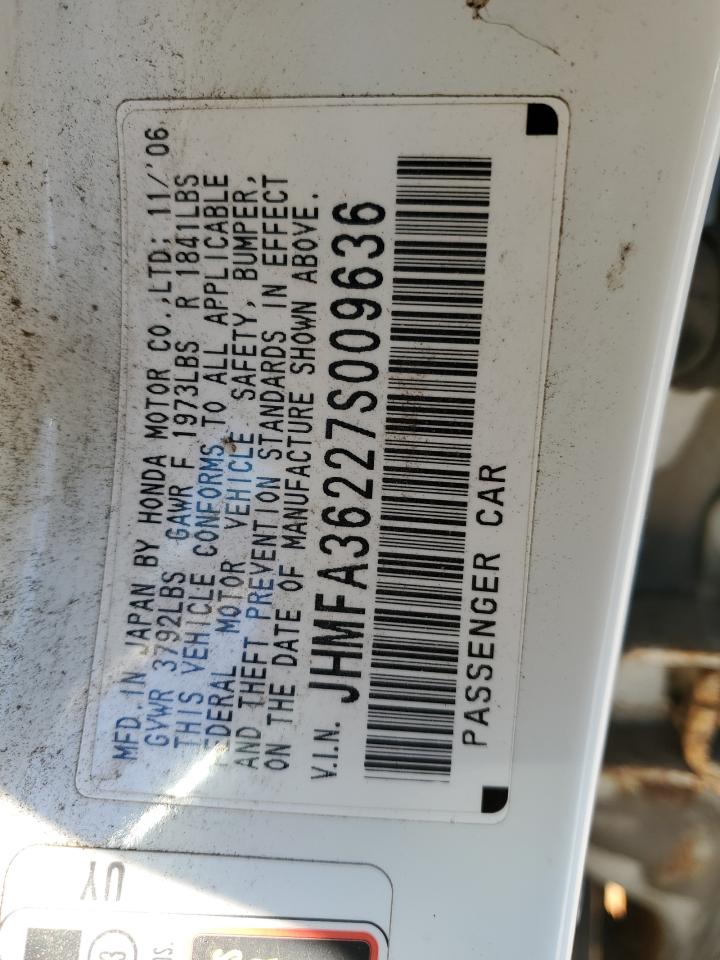 MFD. IN JAPAN BY HONDA MOTOR CO.,LTD; 11/'06
GVWR 3792LBS GAWR F 1973LBS R 1841LBS
THIS VEHICLE CONFORMS TO ALL APPLICABLE
FEDERAL MOTOR VEHICLE SAFETY, BUMPER,
AND THEFT PREVENTION STANDARDS IN EFFECT
ON THE DATE OF MANUFACTURE SHOWN ABOVE.
V.I.N. JHMFA36227S009636
PASSENGER CAR
UY